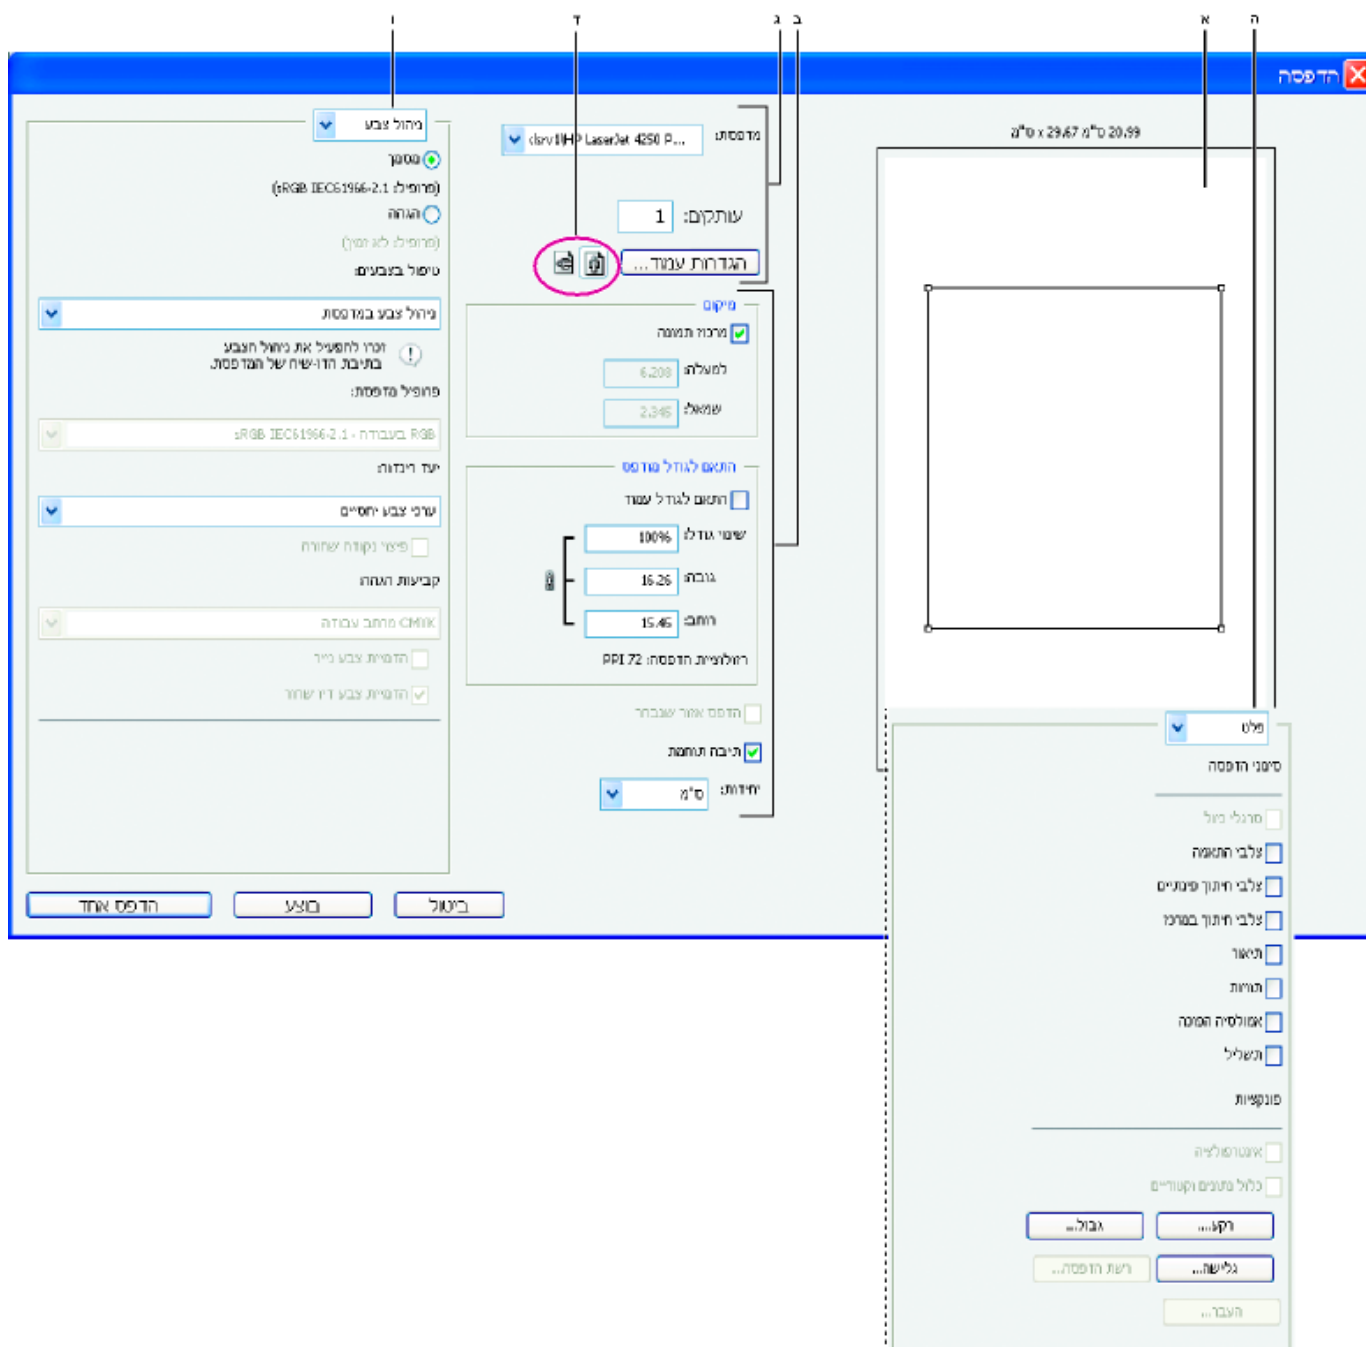 ה
א
ב
ג
ד
ו
הדפסה
20.99 ס"מ x 29.67 ס"מ
מדפסת:
\\srv1\HP LaserJet 4250 P...
עותקים: 1
הגדרות עמוד...
מיקום
מרכוז תמונה
למעלה: 6.208
שמאל: 2.346
התאם לגודל מודפס
התאם לגודל עמוד
שינוי גודל: 100%
גובה: 16.26
רוחב: 15.46
רזולוציית הדפסה: 72 PPI
הדפס אזור שנבחר
תיבה תוחמת
יחידות: ס"מ
ניהול צבע
מסמך
(פרופיל: sRGB IEC61966-2.1)
הגהה
(פרופיל: לא זמין)
טיפול בצבעים:
ניהול צבע במדפסת
זכרו להפעיל את ניהול הצבע
בתיבת הדו-שיח של המדפסת.
פרופיל מדפסת:
RGB בעבודה - sRGB IEC61966-2.1
יעד רינדור:
ערכי צבע יחסיים
פיצוי נקודה שחורה
קביעות הגהה:
CMYK מרחב עבודה
הדמיית צבע נייר
הדמיית צבע דיו שחור
ביטול
בוצע
הדפס אחד
פלט
סימני הדפסה
סרגלי כיול
צלבי התאמה
צלבי חיתוך פינתיים
צלבי חיתוך במרכז
תיאור
תוויות
אמולסיה הפוכה
תשליל
פונקציות
אינטרפולציה
כלול נתונים וקטוריים
רקע...
גבול...
גלישה...
רשת הדפסה...
העבר...